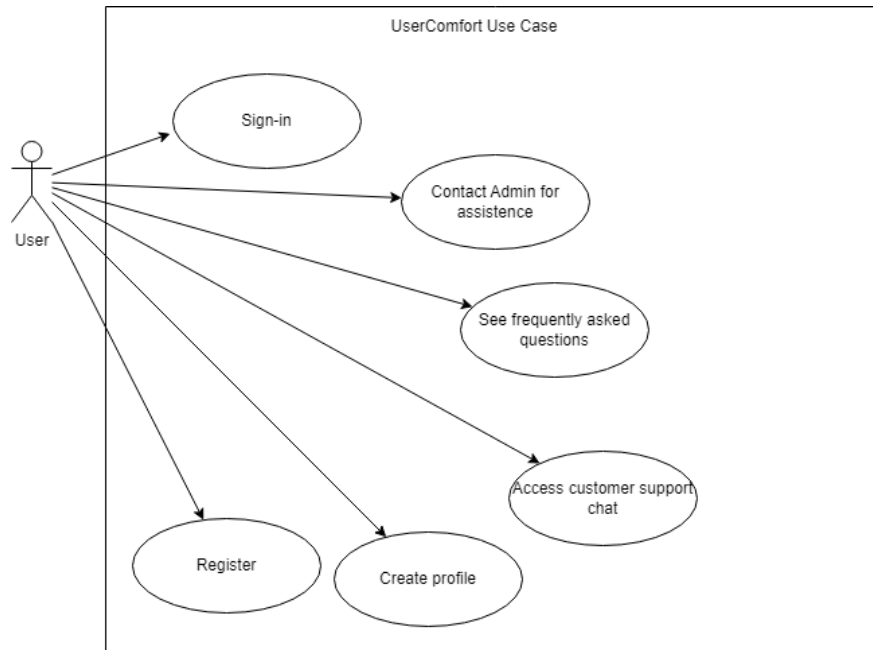 UserComfort Use Case
Sign-in
Contact Admin for
assistence
User
See frequently asked
questions
Access customer support
chat
Register
Create profile